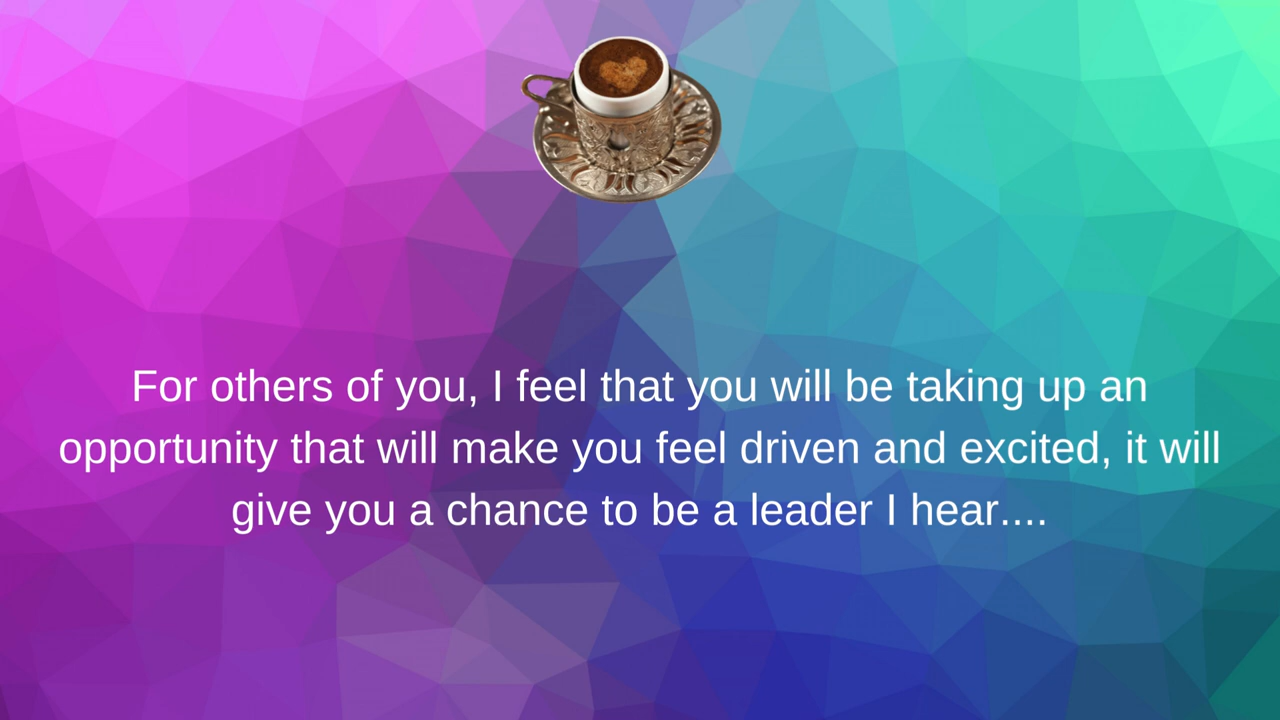 For others of you, I feel that you will be taking up an
opportunity that will make you feel driven and excited, it will
give you a chance to be a leader I hear....